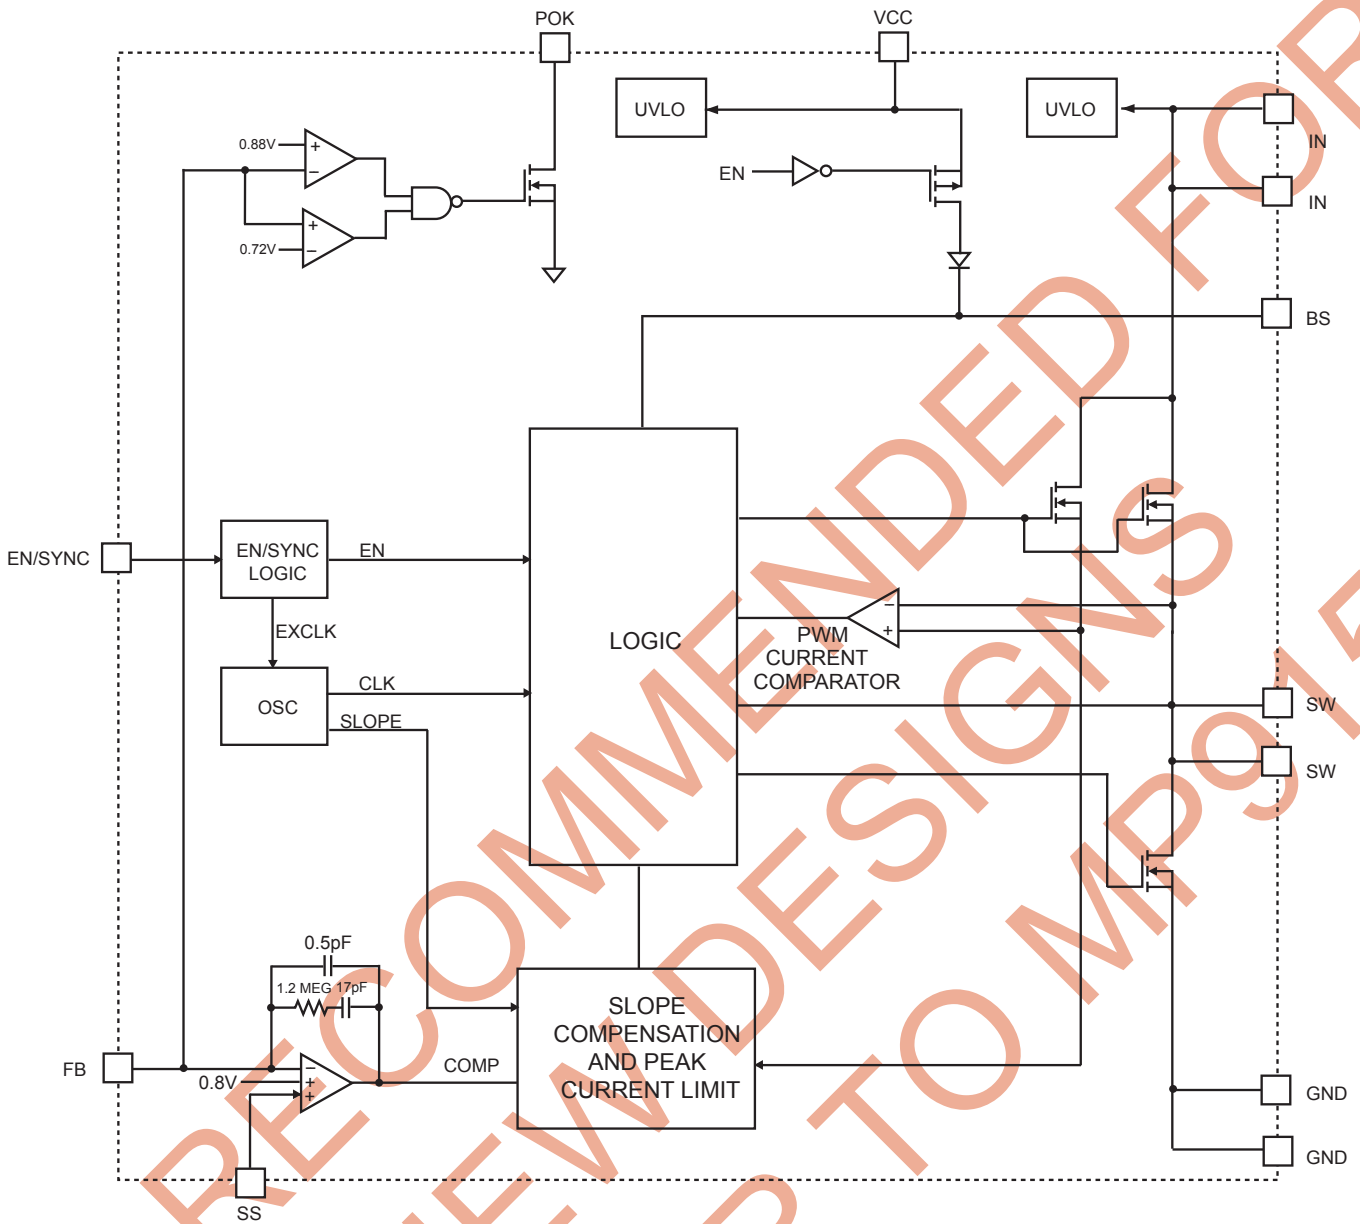 POK
VCC
UVLO
UVLO
IN
0.88V
+
−
EN
IN
+
0.72V
−
BS
EN/SYNC
EN/SYNC
LOGIC
EN
EXCLK
LOGIC
−
+
PWM
CURRENT
COMPARATOR
OSC
CLK
SLOPE
SW
SW
0.5pF
1.2 MEG
17pF
SLOPE
COMPENSATION
AND PEAK
CURRENT LIMIT
FB
−
0.8V
+
+
COMP
GND
GND
SS
RECOMMENDED FOR
EW DESIGNS
R TO MP915